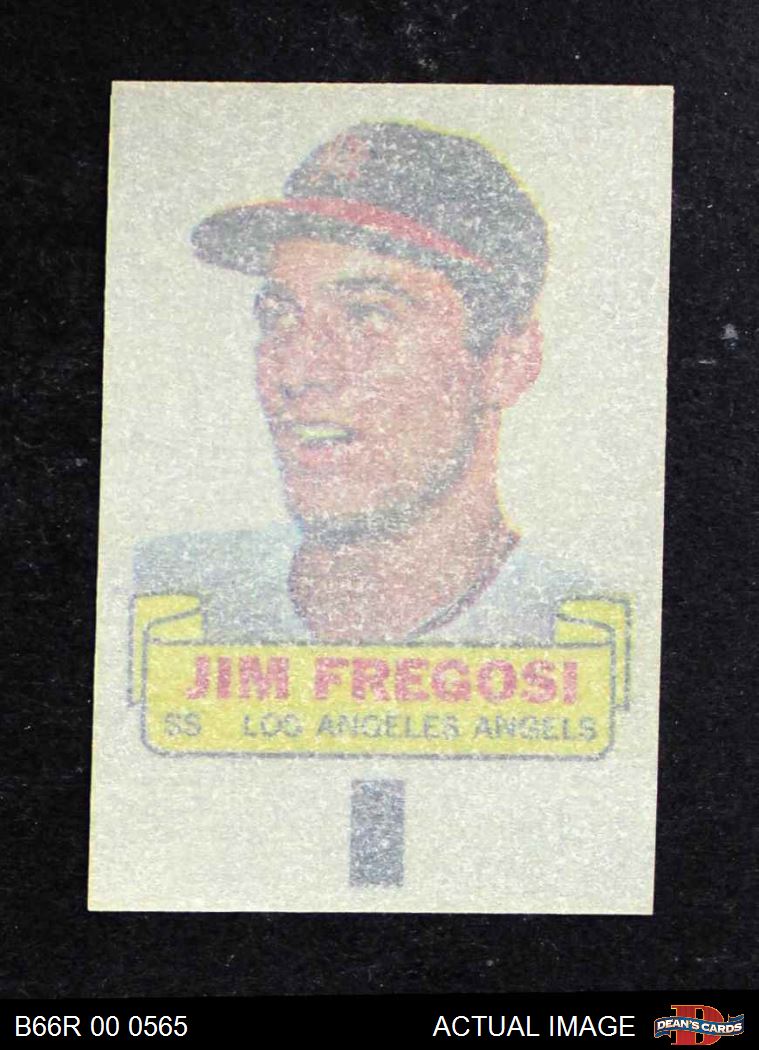 JIM FREGOSI
SS LOS ANGELES ANGELS
B66R 00 0565
ACTUAL IMAGE
DEAN'S CARDS